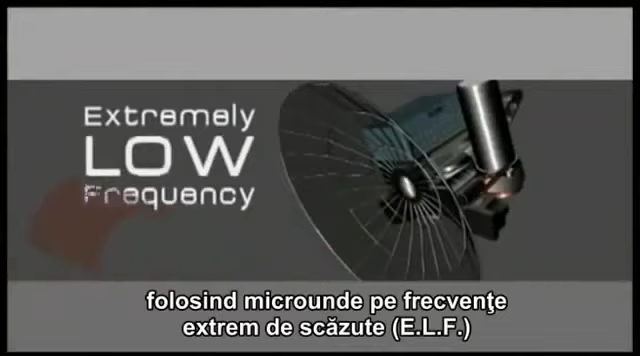 Extremely
LOW
Frequency
folosind microunde pe frecvenţe
extrem de scăzute (E.L.F.)